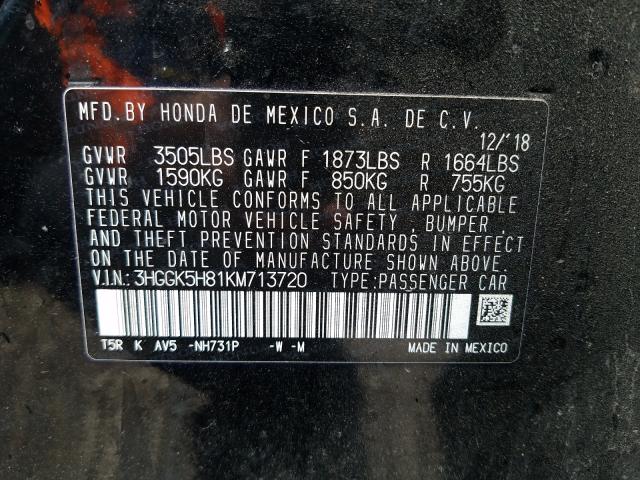 MFD.BY HONDA DE MEXICO S.A. DE C.V.
12/'18
GVWR 3505LBS GAWR F 1873LBS R 1664LBS
GVWR 1590KG GAWR F 850KG R 755KG
THIS VEHICLE CONFORMS TO ALL APPLICABLE
FEDERAL MOTOR VEHICLE SAFETY , BUMPER ,
AND THEFT PREVENTION STANDARDS IN EFFECT
ON THE DATE OF MANUFACTURE SHOWN ABOVE.
V.I.N.: 3HGGK5H81KM713720 TYPE:PASSENGER CAR
T5R K AV5 -NH731P -W -M MADE IN MEXICO